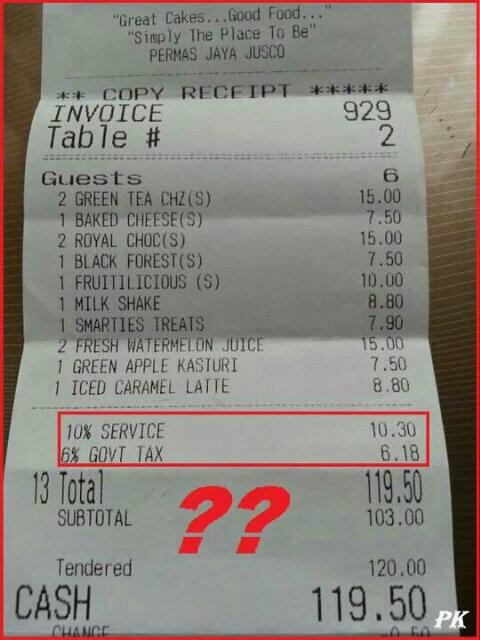 "Great Cakes...Good Food..."
"Simply The Place To Be"
PERMAS JAYA JUSCO
** COPY RECEIPT *****
INVOICE 929
Table # 2
Guests 6
2 GREEN TEA CHZ(S) 15.00
1 BAKED CHEESE(S) 7.50
2 ROYAL CHOC(S) 15.00
1 BLACK FOREST(S) 7.50
1 FRUITILICIOUS (S) 10.00
1 MILK SHAKE 8.80
1 SMARTIES TREATS 7.90
2 FRESH WATERMELON JUICE 15.00
1 GREEN APPLE KASTURI 7.50
1 ICED CARAMEL LATTE 8.80
10% SERVICE 10.30
6% GOVT TAX 6.18
13 Total 119.50
SUBTOTAL 103.00
??
Tendered 120.00
CASH 119.50
CHANGE -0.50
PK